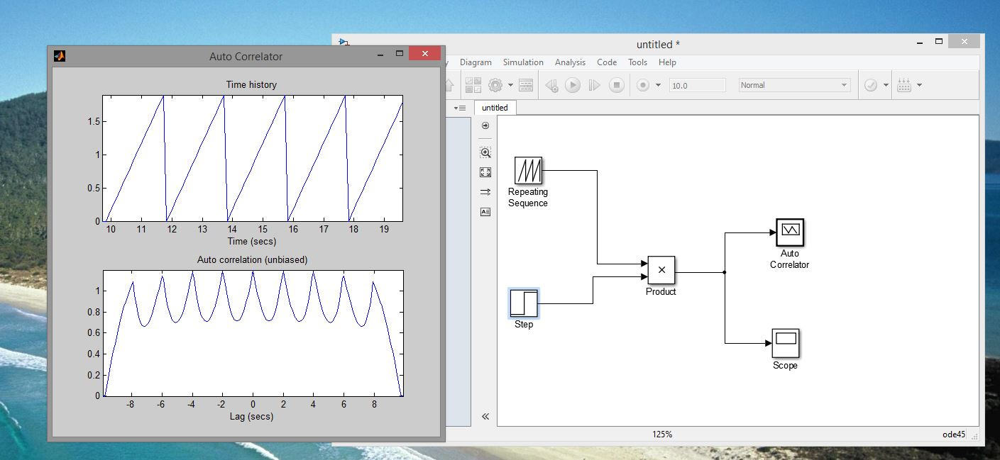 Auto Correlator
Time history
1.5
1
0.5
0
10 11 12 13 14 15 16 17 18 19
Time (secs)
Auto correlation (unbiased)
1
0.8
0.6
0.4
0.2
0
-8 -6 -4 -2 0 2 4 6 8
Lag (secs)
untitled *
y Diagram Simulation Analysis Code Tools Help
10.0 Normal
untitled
Repeating
Sequence
Step
×
Product
Auto
Correlator
Scope
125% ode45